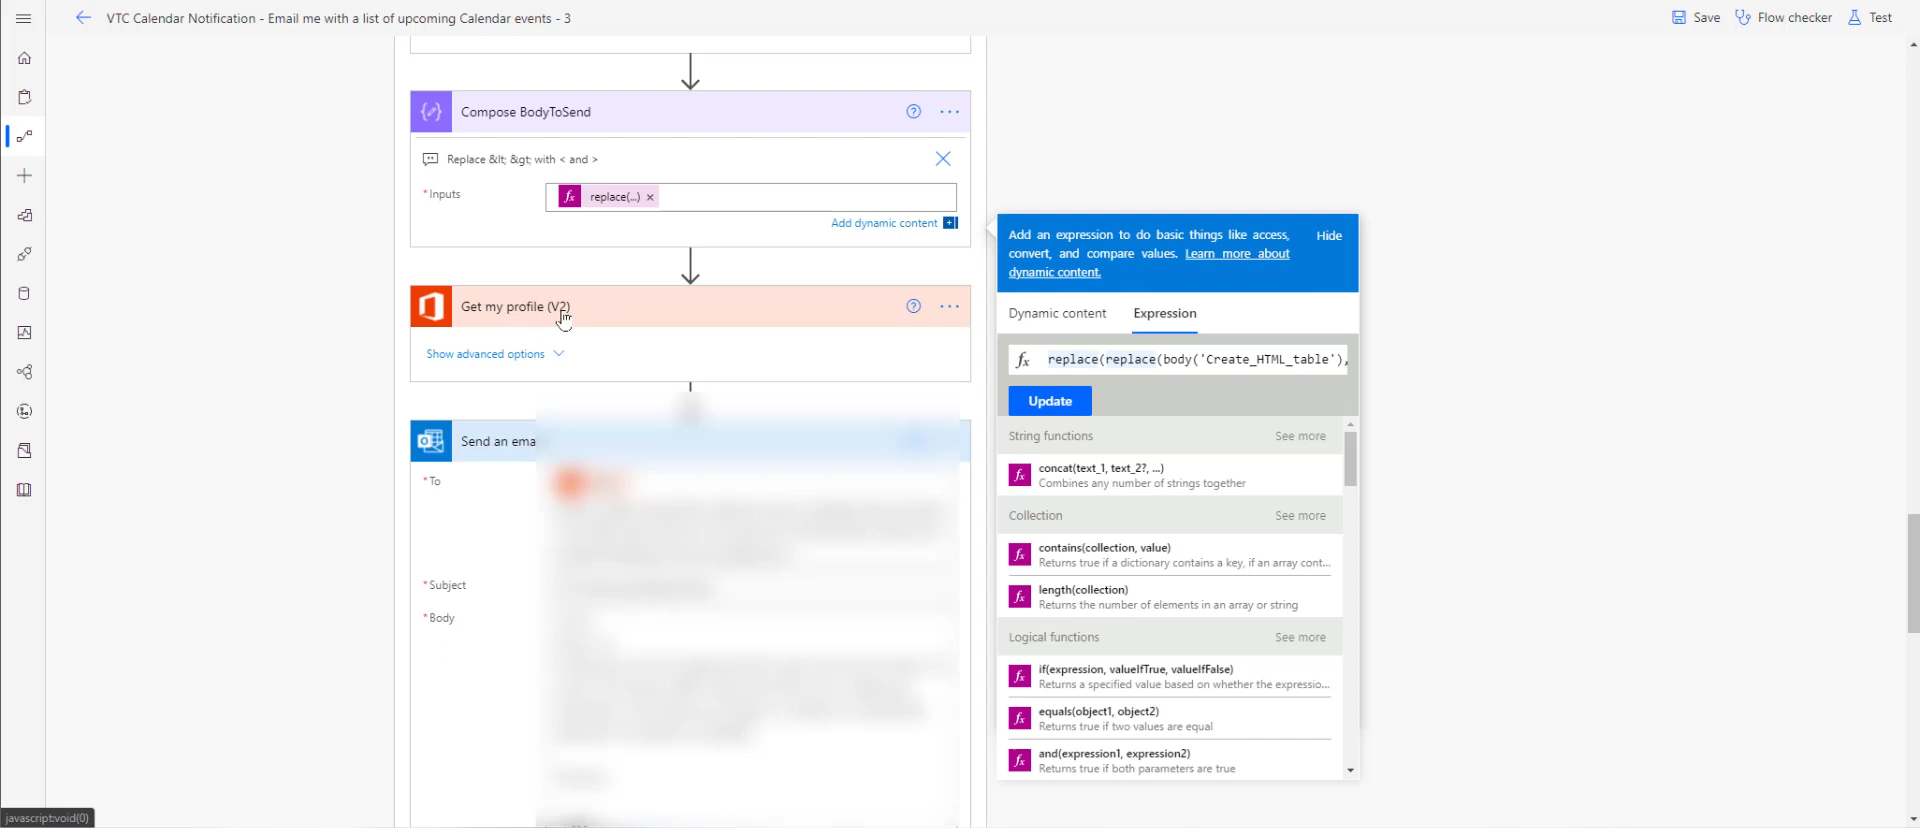 VTC Calendar Notification - Email me with a list of upcoming Calendar events - 3
Save
Flow checker
Test
Compose BodyToSend
Replace &lt; &gt; with < and >
*Inputs
replace(...) ×
Add dynamic content
Get my profile (V2)
Show advanced options
Send an ema
*To
*Subject
*Body
Add an expression to do basic things like access,
convert, and compare values. Learn more about
dynamic content.
Hide
Dynamic content
Expression
fx replace(replace(body('Create_HTML_table'),
Update
String functions
See more
concat(text_1, text_2?, ...)
Combines any number of strings together
Collection
See more
contains(collection, value)
Returns true if a dictionary contains a key, if an array cont...
length(collection)
Returns the number of elements in an array or string
Logical functions
See more
if(expression, valueIfTrue, valueIfFalse)
Returns a specified value based on whether the expressio...
equals(object1, object2)
Returns true if two values are equal
and(expression1, expression2)
Returns true if both parameters are true
javascript:void(0)